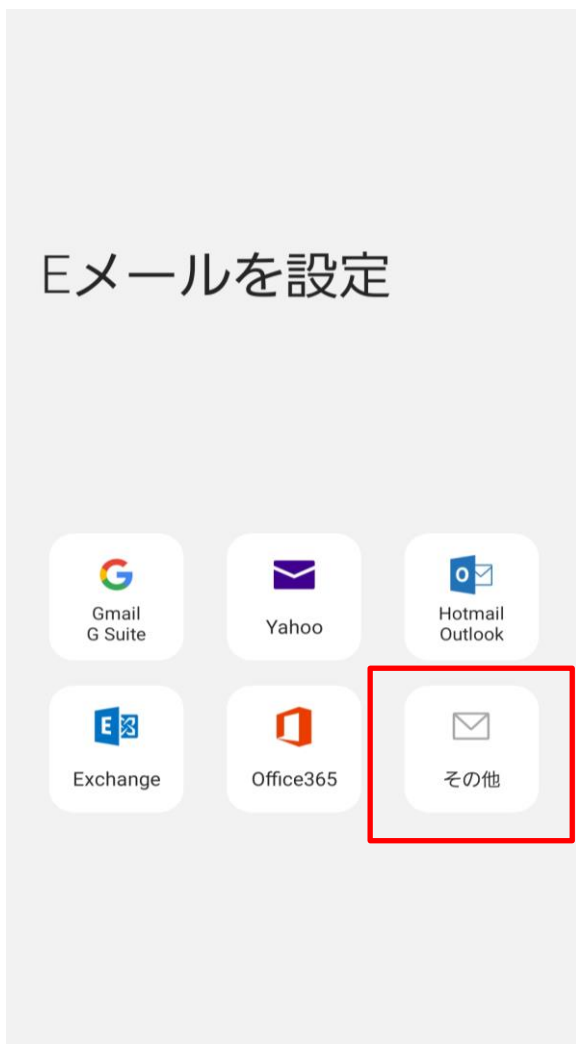 Eメールを設定
Gmail
G Suite
Yahoo
Hotmail
Outlook
Exchange
Office365
その他